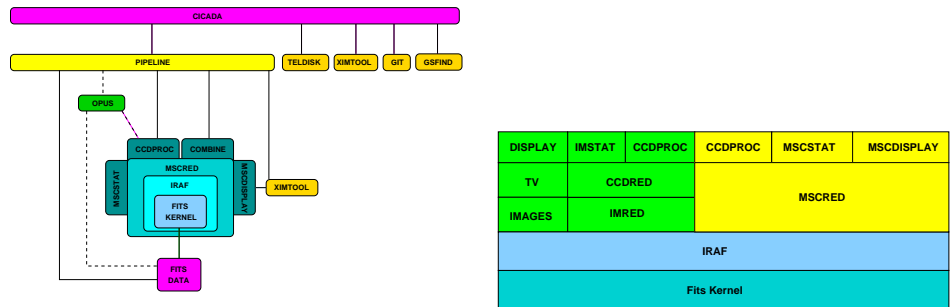 CiCADA
PIPELINE
TELDISK
XIMTOOL
GIT
GSFIND
OPUS
CCDPROC
COMBINE
MSCSTAT
MSCRED
MSCDISPLAY
IRAF
FITS
KERNEL
XIMTOOL
FITS
DATA
DISPLAY
IMSTAT
CCDPROC
CCDPROC
MSCSTAT
MSCDISPLAY
TV
CCDRED
MSCRED
IMAGES
IMRED
IRAF
Fits Kernel